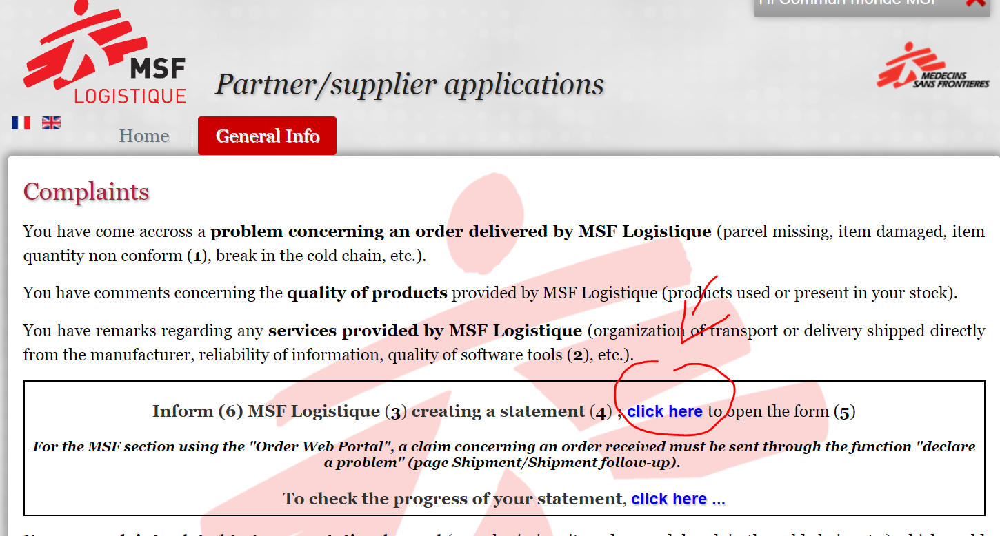 Hi Commun monde MSF
MSF
LOGISTIQUE
Partner/supplier applications
MEDECINS
SANS FRONTIERES
Home
General Info
Complaints
You have come accross a problem concerning an order delivered by MSF Logistique (parcel missing, item damaged, item
quantity non conform (1), break in the cold chain, etc.).
You have comments concerning the quality of products provided by MSF Logistique (products used or present in your stock).
You have remarks regarding any services provided by MSF Logistique (organization of transport or delivery shipped directly
from the manufacturer, reliability of information, quality of software tools (2), etc.).
Inform (6) MSF Logistique (3) creating a statement (4) ; click here to open the form (5)
For the MSF section using the "Order Web Portal", a claim concerning an order received must be sent through the function "declare
a problem" (page Shipment/Shipment follow-up).
To check the progress of your statement, click here ...